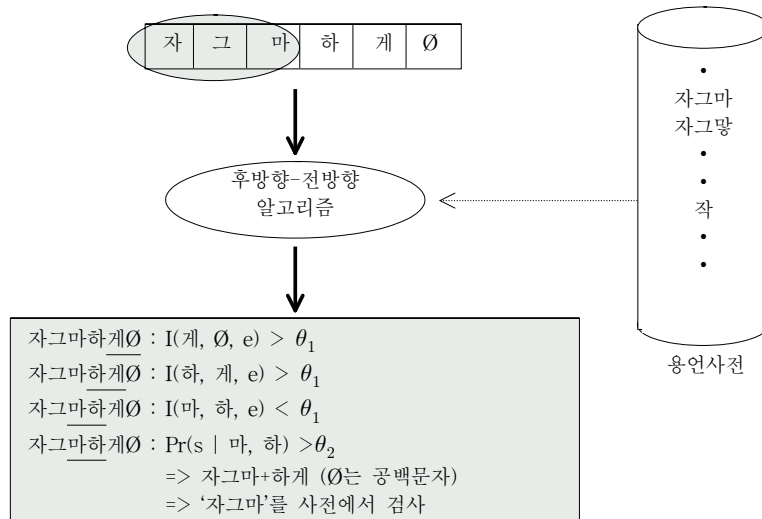 자 그 마 하 게 Ø
•
자그마
자그맣
•
•
작
•
•
용언사전
후방향-전방향
알고리즘
자그마하게Ø : I(게, Ø, e) > θ₁
자그마하게Ø : I(하, 게, e) > θ₁
자그마하게Ø : I(마, 하, e) < θ₁
자그마하게Ø : Pr(s | 마, 하) >θ₂
=> 자그마+하게 (Ø는 공백문자)
=> ‘자그마’를 사전에서 검사